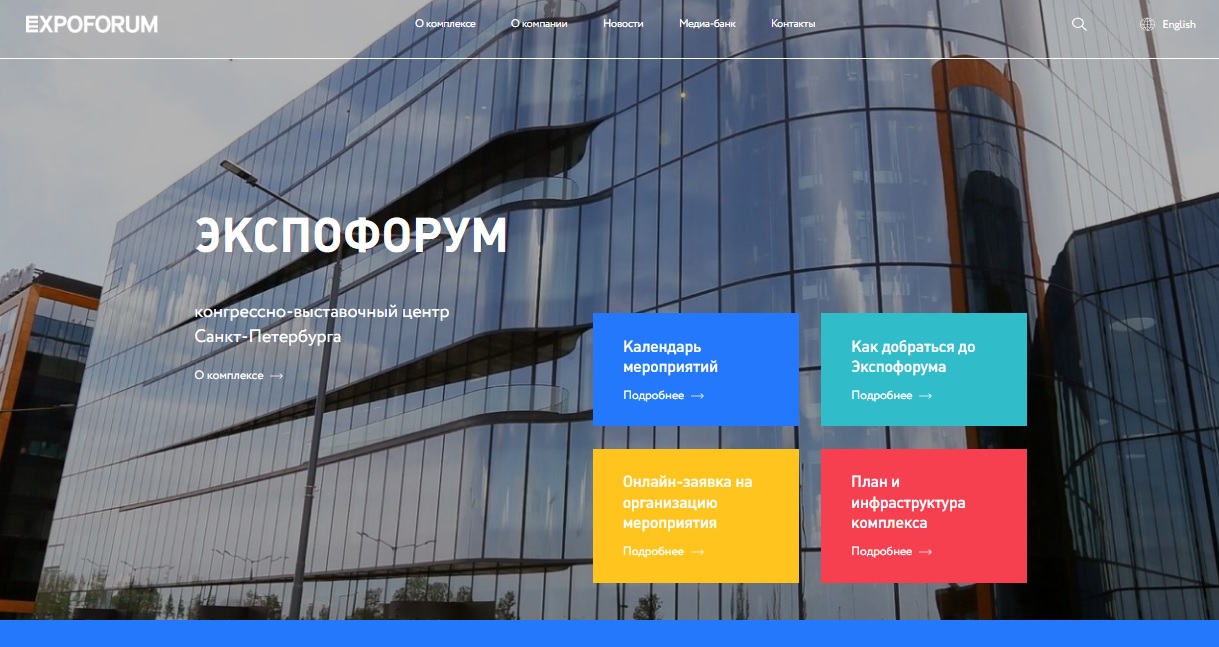 EXPOFORUM
О комплексе
О компании
Новости
Медиа-банк
Контакты
English
ЭКСПОФОРУМ
конгрессно-выставочный центр
Санкт-Петербурга
О комплексе
Календарь
мероприятий
Подробнее
Как добраться до
Экспофорума
Подробнее
Онлайн-заявка на
организацию
мероприятия
Подробнее
План и
инфраструктура
комплекса
Подробнее